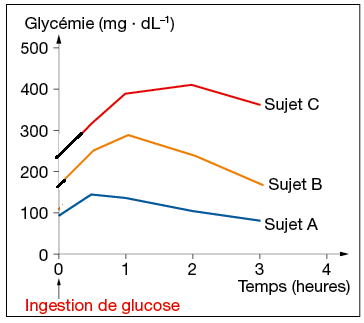 Glycémie (mg · dL⁻¹)
500
400
300
200
100
0
Sujet C
Sujet B
Sujet A
0 1 2 3 4
Temps (heures)
Ingestion de glucose